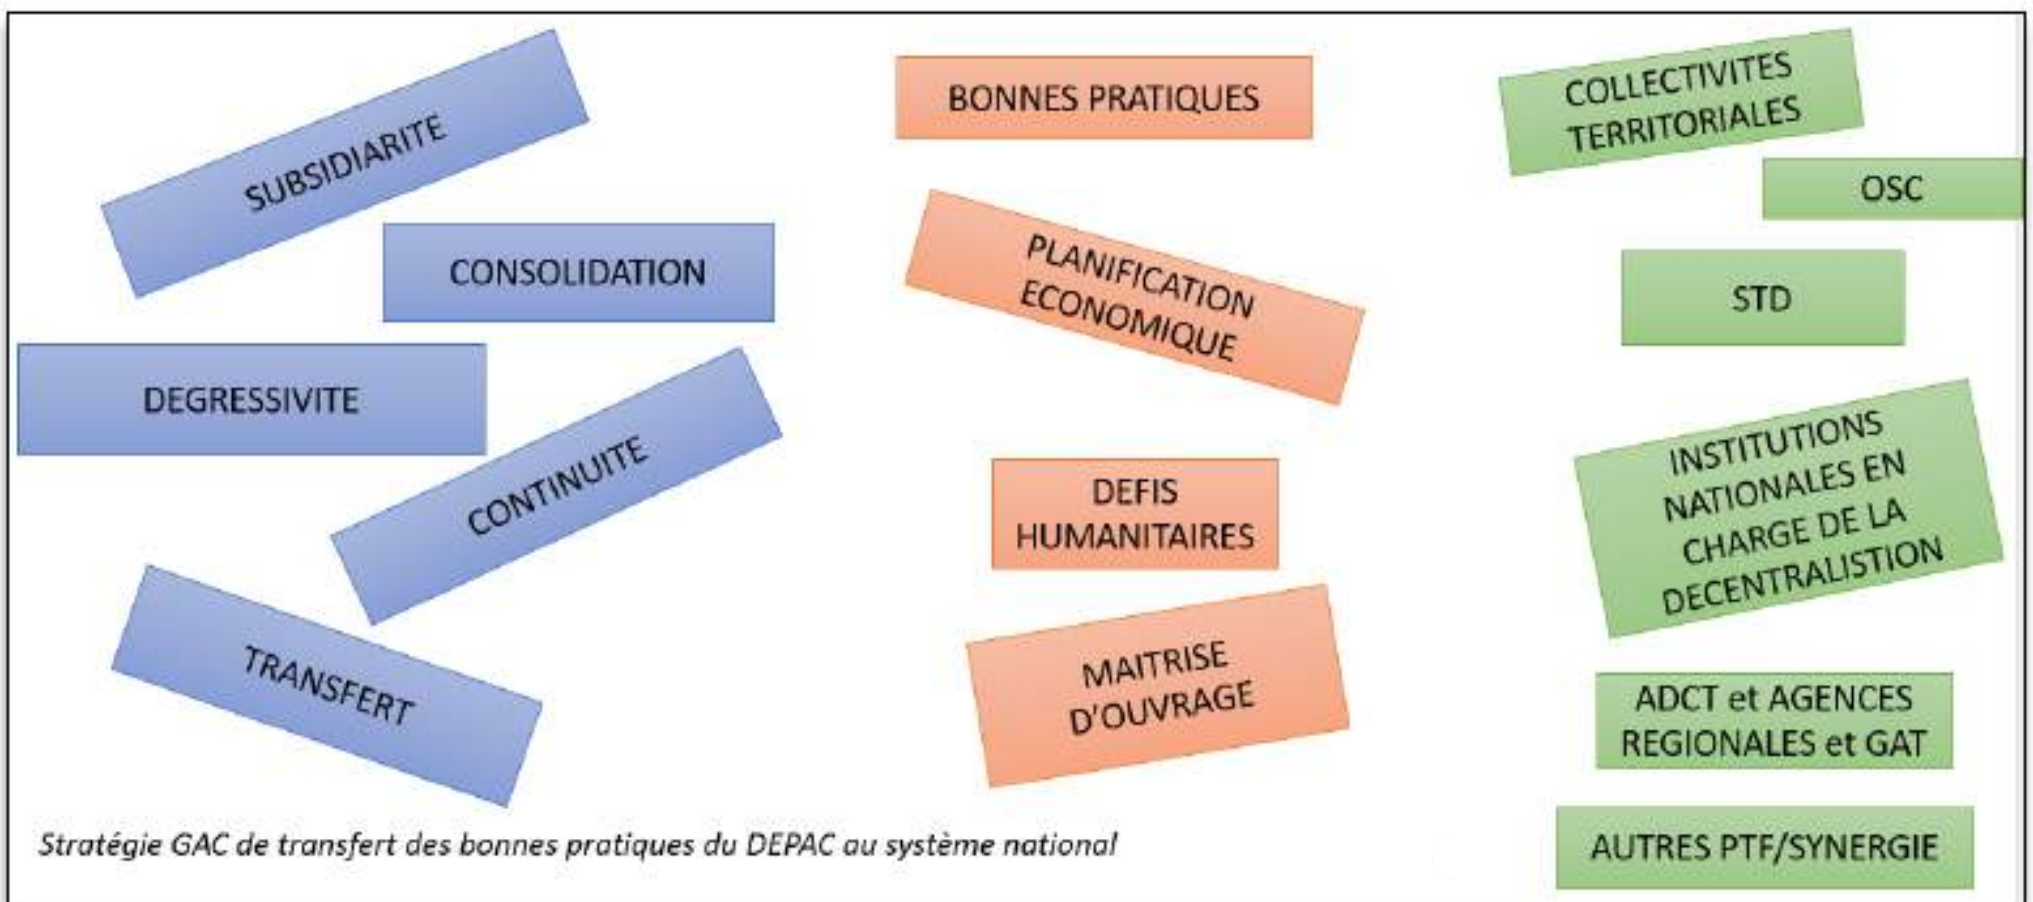 SUBSIDIARITE
CONSOLIDATION
DEGRESSIVITE
CONTINUITE
TRANSFERT
BONNES PRATIQUES
PLANIFICATION
ECONOMIQUE
DEFIS
HUMANITAIRES
MAITRISE
D'OUVRAGE
COLLECTIVITES
TERRITORIALES
OSC
STD
INSTITUTIONS
NATIONALES EN
CHARGE DE LA
DECENTRALISTION
ADCT et AGENCES
REGIONALES et GAT
AUTRES PTF/SYNERGIE
Stratégie GAC de transfert des bonnes pratiques du DEPAC au système national